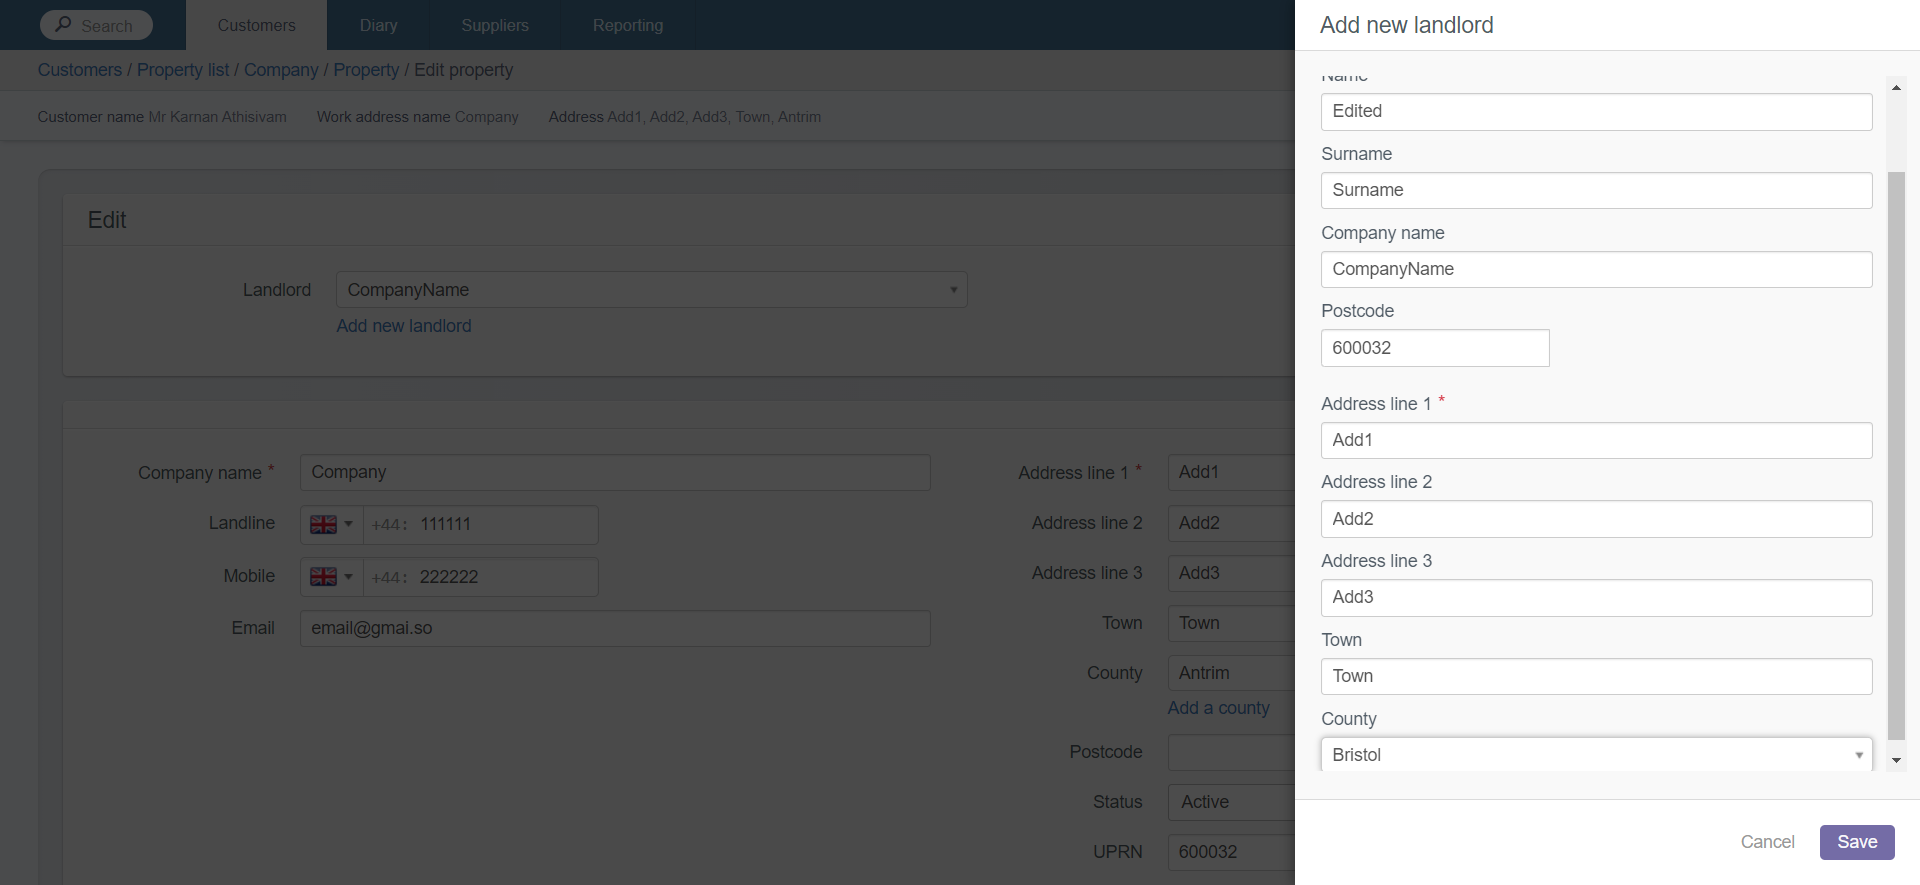 Search
Customers
Diary
Suppliers
Reporting
Customers / Property list / Company / Property / Edit property
Customer name Mr Karnan Athisivam Work address name Company Address Add1, Add2, Add3, Town, Antrim
Edit
Landlord CompanyName
Add new landlord
Company name * Company
Landline +44: 111111
Mobile +44: 222222
Email email@gmai.so
Address line 1 * Add1
Address line 2 Add2
Address line 3 Add3
Town Town
County Antrim
Add a county
Postcode
Status Active
UPRN 600032
Add new landlord
Name
Edited
Surname
Surname
Company name
CompanyName
Postcode
600032
Address line 1 *
Add1
Address line 2
Add2
Address line 3
Add3
Town
Town
County
Bristol
Cancel
Save